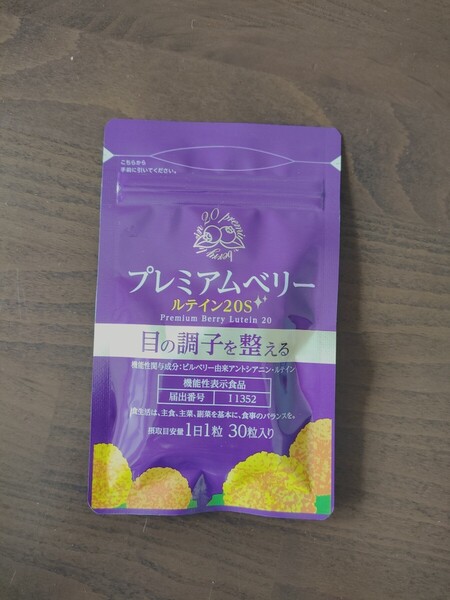 こちらから
手前に引いてください。
20 premium berry
プレミアムベリー
ルテイン20S
Premium Berry Lutein 20
目の調子を整える
機能性関与成分:ビルベリー由来アントシアニン・ルテイン
機能性表示食品
届出番号 I1352
食生活は、主食、主菜、副菜を基本に、食事のバランスを。
摂取目安量1日1粒 30粒入り